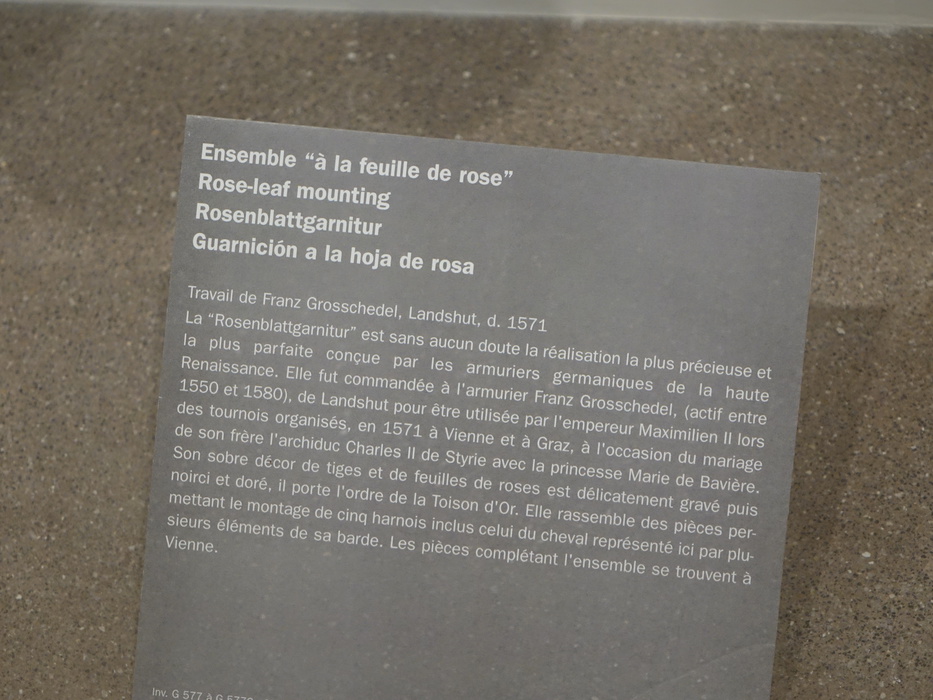 Ensemble “à la feuille de rose”
Rose-leaf mounting
Rosenblattgarnitur
Guarnición a la hoja de rosa
Travail de Franz Grosschedel, Landshut, d. 1571
La “Rosenblattgarnitur” est sans aucun doute la réalisation la plus précieuse et
la plus parfaite conçue par les armuriers germaniques de la haute
Renaissance. Elle fut commandée à l'armurier Franz Grosschedel, (actif entre
1550 et 1580), de Landshut pour être utilisée par l'empereur Maximilien II lors
des tournois organisés, en 1571 à Vienne et à Graz, à l'occasion du mariage
de son frère l'archiduc Charles II de Styrie avec la princesse Marie de Bavière.
Son sobre décor de tiges et de feuilles de roses est délicatement gravé puis
noirci et doré, il porte l'ordre de la Toison d'Or. Elle rassemble des pièces per-
mettant le montage de cinq harnois inclus celui du cheval représenté ici par plu-
sieurs éléments de sa barde. Les pièces complétant l'ensemble se trouvent à
Vienne.
Inv. G 577 à G